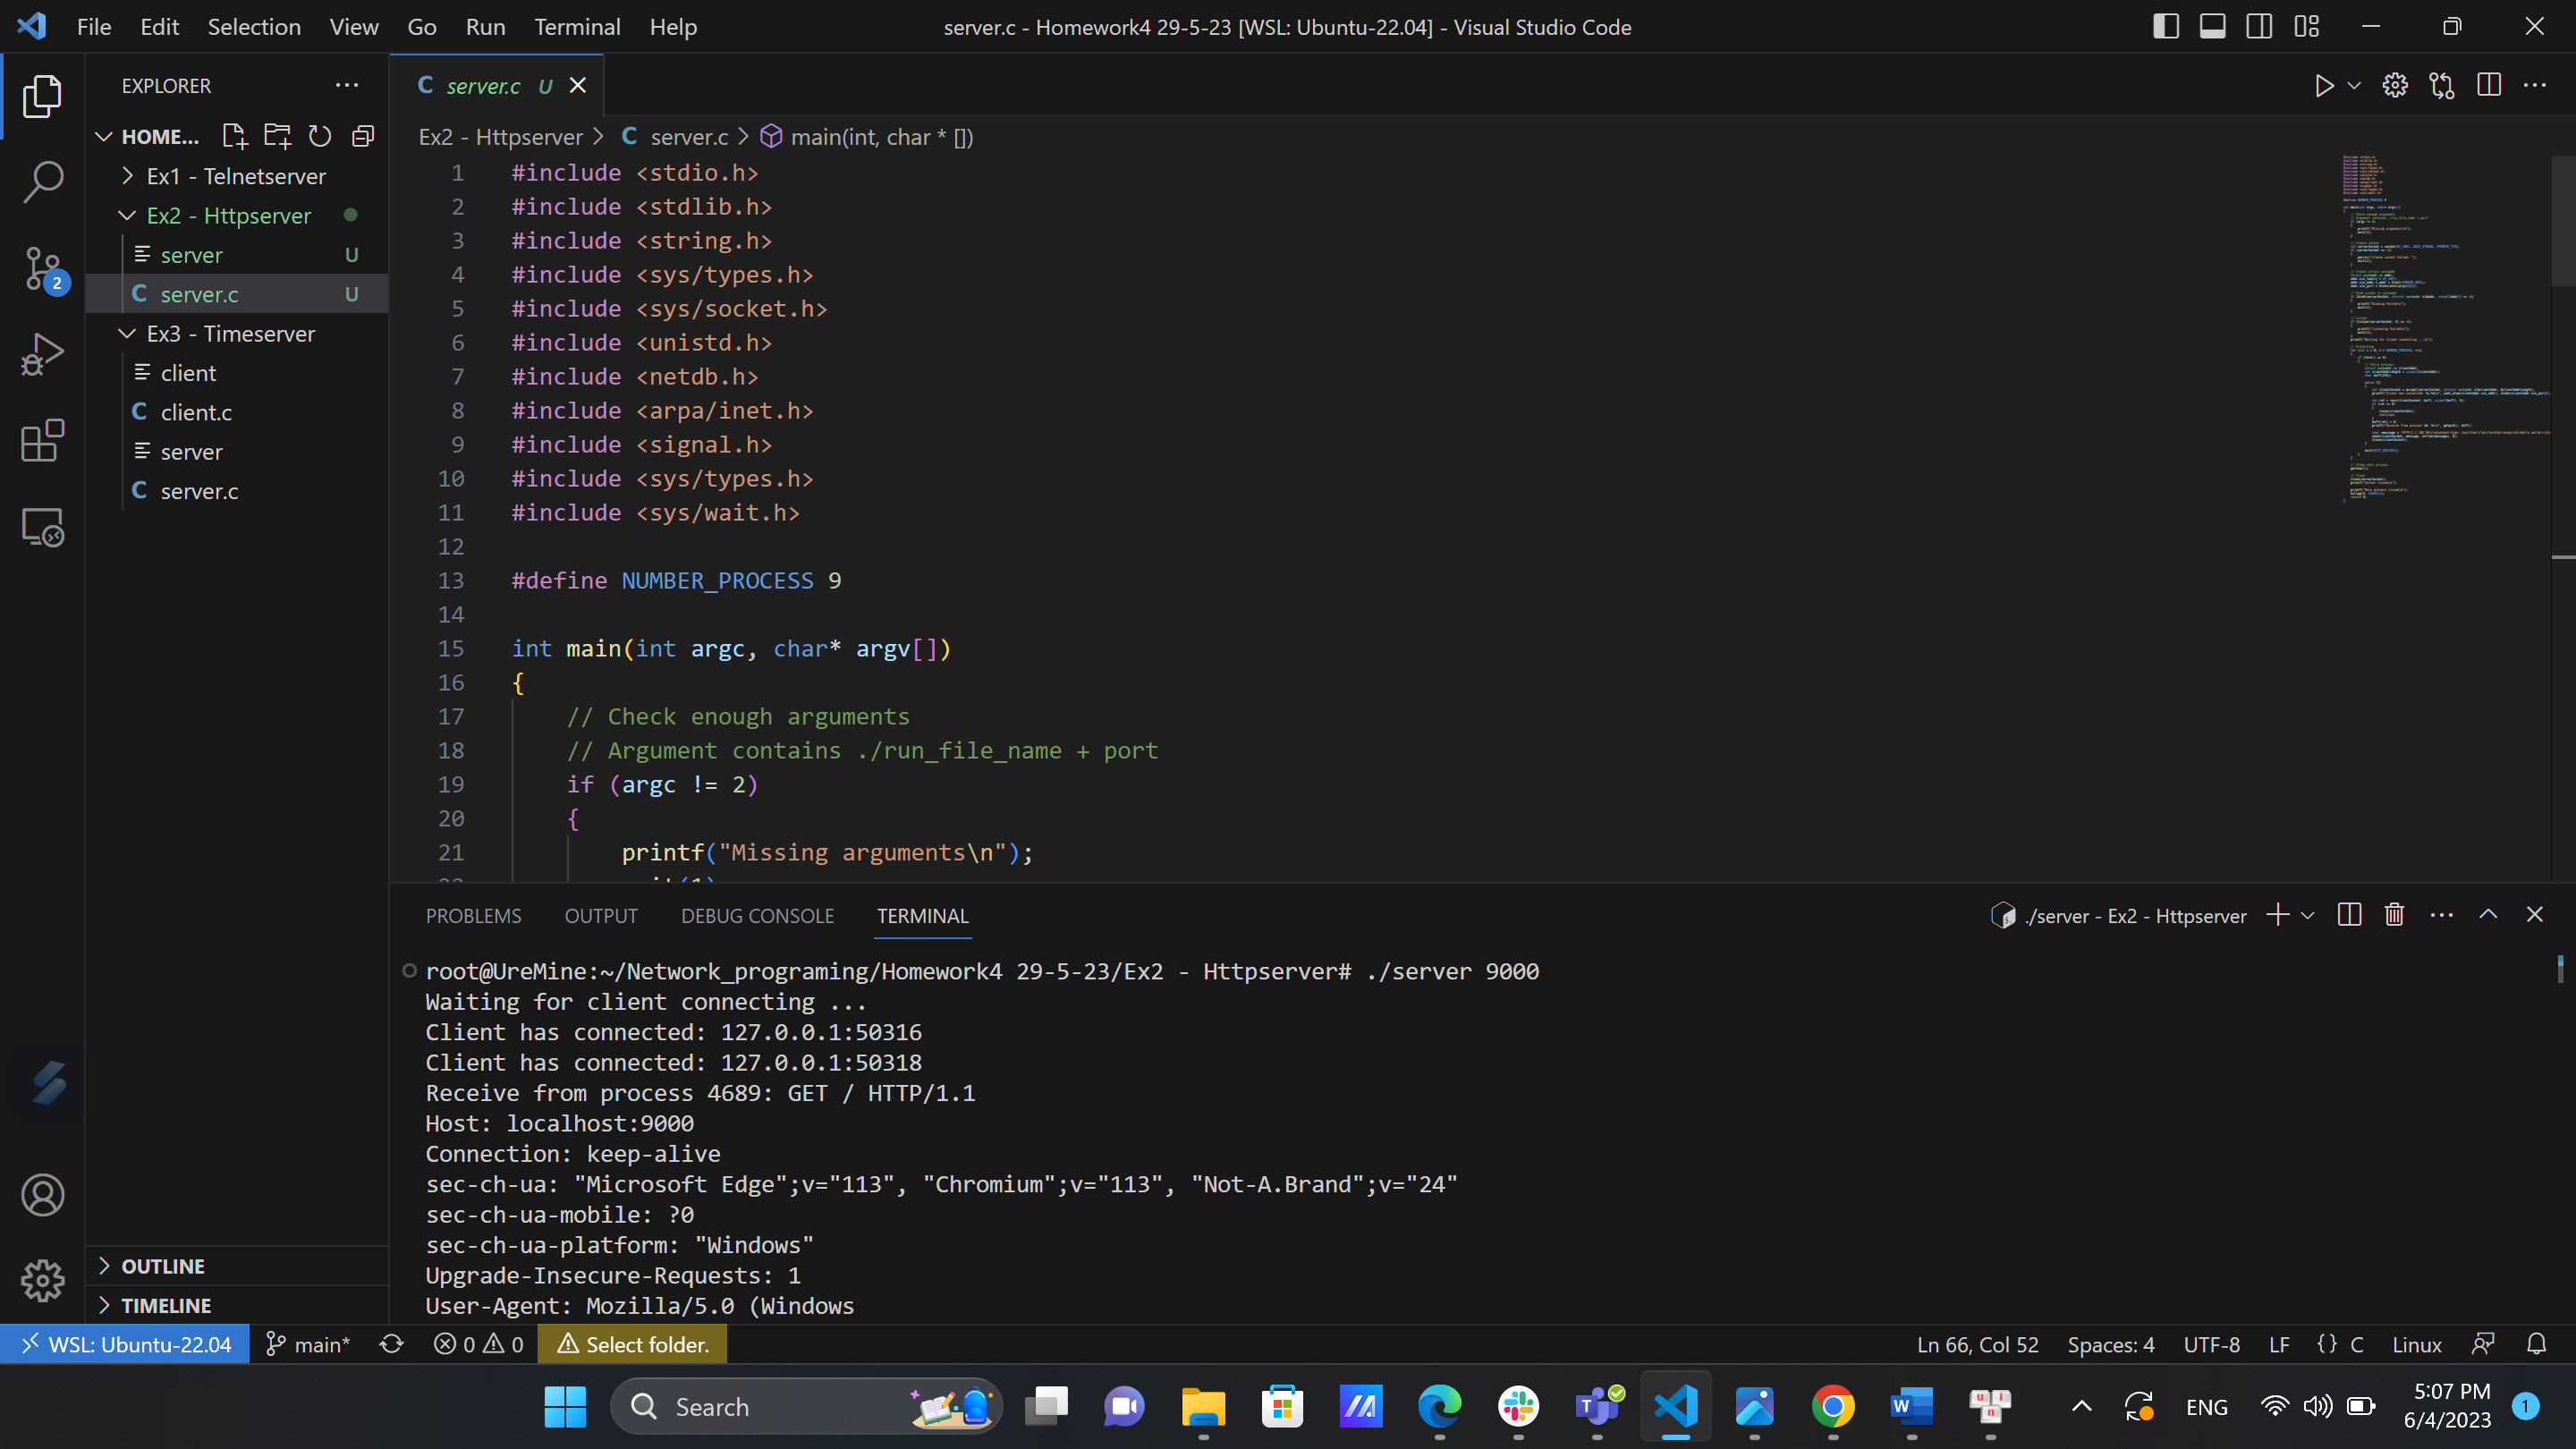 File Edit Selection View Go Run Terminal Help
server.c - Homework4 29-5-23 [WSL: Ubuntu-22.04] - Visual Studio Code
EXPLORER
HOME...
Ex1 - Telnetserver
Ex2 - Httpserver
server U
server.c U
Ex3 - Timeserver
client
client.c
server
server.c
OUTLINE
TIMELINE
2
server.c U
Ex2 - Httpserver > C server.c > main(int, char * [])
1 #include <stdio.h>
2 #include <stdlib.h>
3 #include <string.h>
4 #include <sys/types.h>
5 #include <sys/socket.h>
6 #include <unistd.h>
7 #include <netdb.h>
8 #include <arpa/inet.h>
9 #include <signal.h>
10 #include <sys/types.h>
11 #include <sys/wait.h>
12
13 #define NUMBER_PROCESS 9
14
15 int main(int argc, char* argv[])
16 {
17 // Check enough arguments
18 // Argument contains ./run_file_name + port
19 if (argc != 2)
20 {
21 printf("Missing arguments\n");
PROBLEMS OUTPUT DEBUG CONSOLE TERMINAL
./server - Ex2 - Httpserver
root@UreMine:~/Network_programing/Homework4 29-5-23/Ex2 - Httpserver# ./server 9000
Waiting for client connecting ...
Client has connected: 127.0.0.1:50316
Client has connected: 127.0.0.1:50318
Receive from process 4689: GET / HTTP/1.1
Host: localhost:9000
Connection: keep-alive
sec-ch-ua: "Microsoft Edge";v="113", "Chromium";v="113", "Not-A.Brand";v="24"
sec-ch-ua-mobile: ?0
sec-ch-ua-platform: "Windows"
Upgrade-Insecure-Requests: 1
User-Agent: Mozilla/5.0 (Windows
WSL: Ubuntu-22.04 main* 0 0 Select folder.
Ln 66, Col 52 Spaces: 4 UTF-8 LF {} C Linux
Search
ENG
5:07 PM
6/4/2023
1